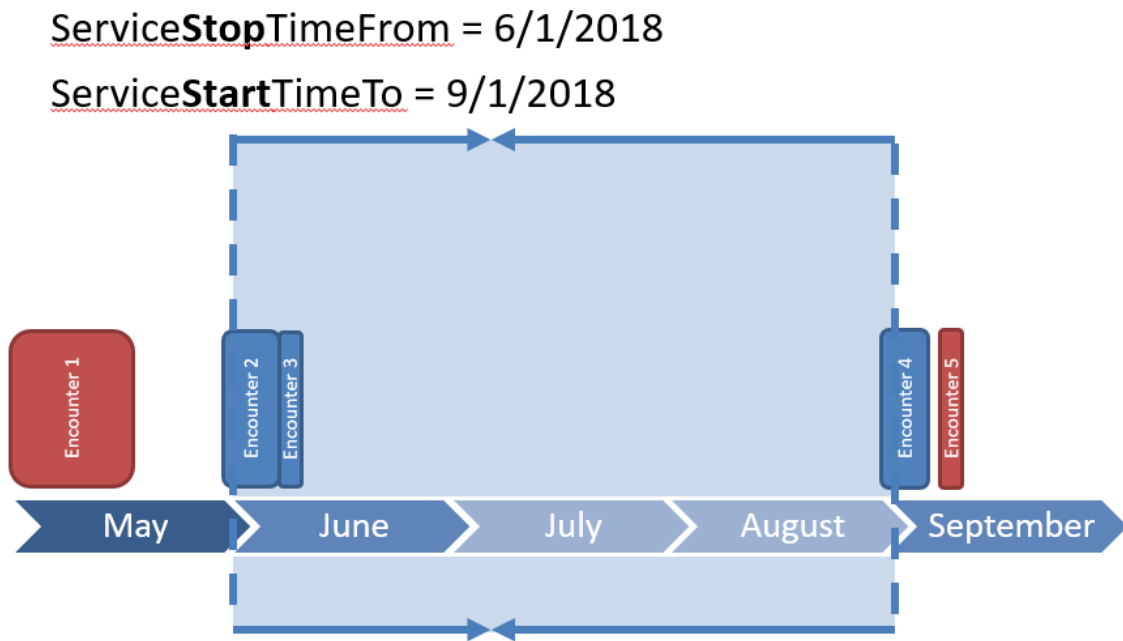 ServiceStopTimeFrom = 6/1/2018
ServiceStartTimeTo = 9/1/2018
Encounter 1
Encounter 2
Encounter 3
Encounter 4
Encounter 5
May
June
July
August
September